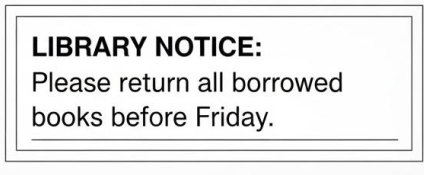 LIBRARY NOTICE:
Please return all borrowed
books before Friday.